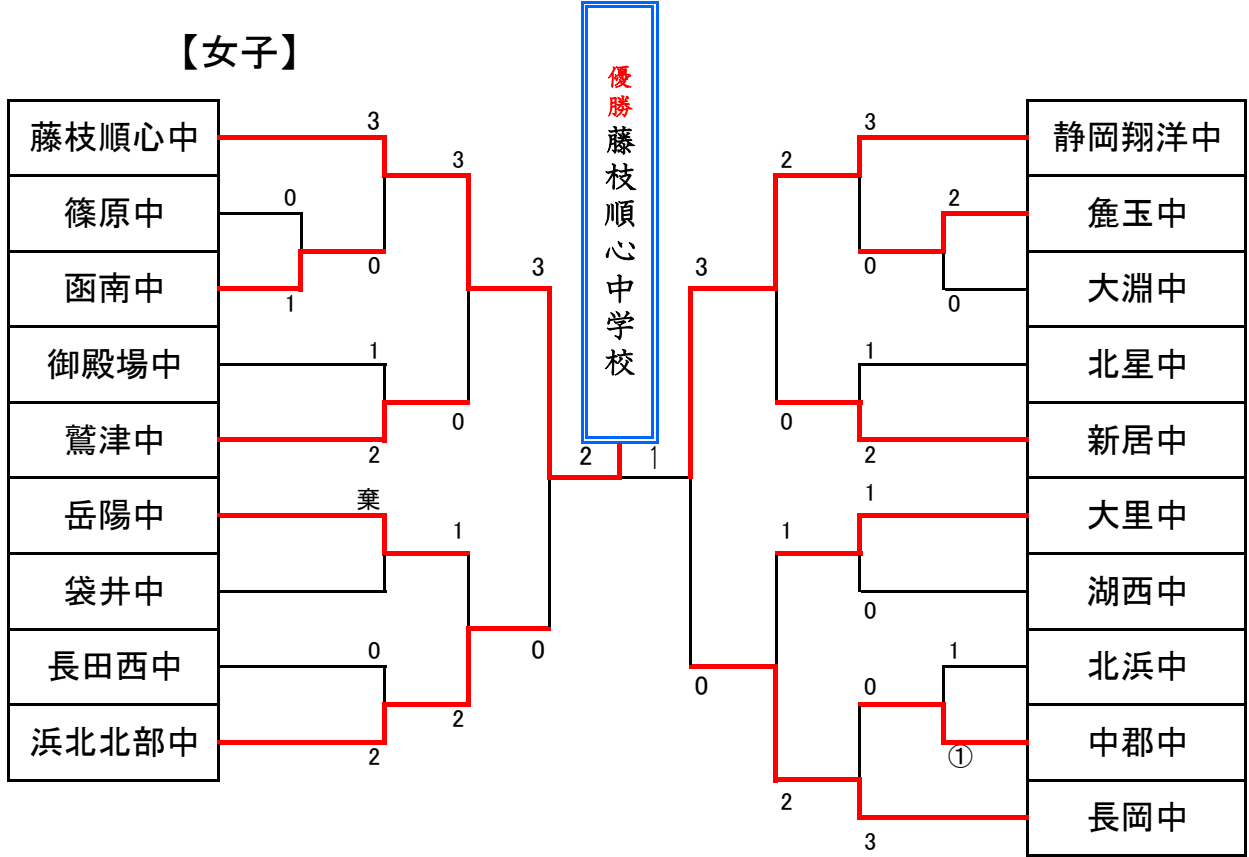 【女子】
優勝藤枝順心中学校
藤枝順心中
篠原中
函南中
御殿場中
鷲津中
岳陽中
袋井中
長田西中
浜北北部中
3
0
1
0
1
2
棄
0
2
3
0
1
2
3
0
2
1
3
0
2
0
1
2
3
0
1
2
1
0
0
3
2
0
1
①
静岡翔洋中
麁玉中
大淵中
北星中
新居中
大里中
湖西中
北浜中
中郡中
長岡中